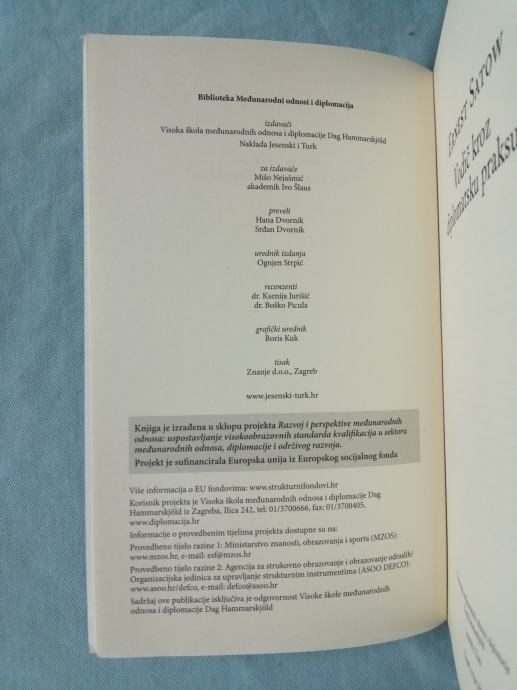 Biblioteka Međunarodni odnosi i diplomacija
izdavači
Visoka škola međunarodnih odnosa i diplomacije Dag Hammarskjöld
Naklada Jesenski i Turk
za izdavače
Mišo Nejašmić
akademik Ivo Šlaus
preveli
Hana Dvornik
Srđan Dvornik
urednik izdanja
Ognjen Strpić
recenzenti
dr. Ksenija Jurišić
dr. Boško Picula
grafički urednik
Boris Kuk
tisak
Znanje d.o.o., Zagreb
www.jesenski-turk.hr
Knjiga je izrađena u sklopu projekta Razvoj i perspektive međunarodnih
odnosa: uspostavljanje visokoobrazovnih standarda kvalifikacija u sektoru
međunarodnih odnosa, diplomacije i održivog razvoja.
Projekt je sufinancirala Europska unija iz Europskog socijalnog fonda
Više informacija o EU fondovima: www.strukturnifondovi.hr
Korisnik projekta je Visoka škola međunarodnih odnosa i diplomacije Dag
Hammarskjöld iz Zagreba, Ilica 242, tel: 01/3700666, fax: 01/3700405,
www.diplomacija.hr
Informacije o provedbenim tijelima projekta dostupne su na:
Provedbeno tijelo razine 1: Ministarstvo znanosti, obrazovanja i sporta (MZOS):
www.mzos.hr, e-mail: esf@mzos.hr
Provedbeno tijelo razine 2: Agencija za strukovno obrazovanje i obrazovanje odraslih/
Organizacijska jedinica za upravljanje strukturnim instrumentima (ASOO DEFCO):
www.asoo.hr/defco, e-mail: defco@asoo.hr
Sadržaj ove publikacije isključiva je odgovornost Visoke škole međunarodnih
odnosa i diplomacije Dag Hammarskjöld
Ernest Satow
Vodič kroz
diplomatsku praksu